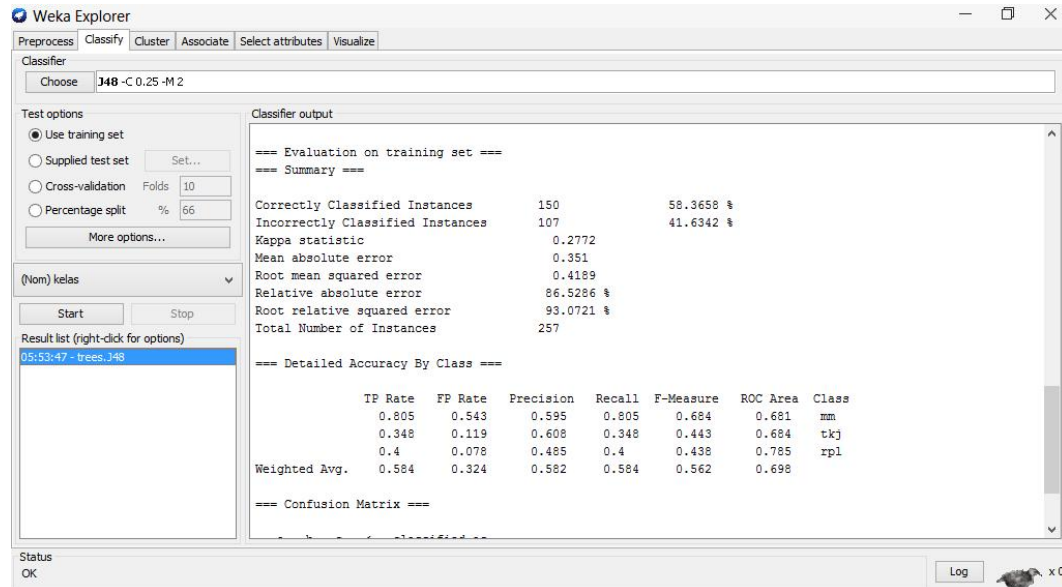 Weka Explorer
Preprocess Classify Cluster Associate Select attributes Visualize
Classifier
Choose J48 -C 0.25 -M 2
Test options
Use training set
Supplied test set Set...
Cross-validation Folds 10
Percentage split % 66
More options...
(Nom) kelas
Start Stop
Result list (right-click for options)
05:53:47 - trees.J48
Classifier output
=== Evaluation on training set ===
=== Summary ===
Correctly Classified Instances 150 58.3658 %
Incorrectly Classified Instances 107 41.6342 %
Kappa statistic 0.2772
Mean absolute error 0.351
Root mean squared error 0.4189
Relative absolute error 86.5286 %
Root relative squared error 93.0721 %
Total Number of Instances 257
=== Detailed Accuracy By Class ===
TP Rate FP Rate Precision Recall F-Measure ROC Area Class
0.805 0.543 0.595 0.805 0.684 0.681 mm
0.348 0.119 0.608 0.348 0.443 0.684 tkj
0.4 0.078 0.485 0.4 0.438 0.785 rpl
Weighted Avg. 0.584 0.324 0.582 0.584 0.562 0.698
=== Confusion Matrix ===
Status
OK
Log